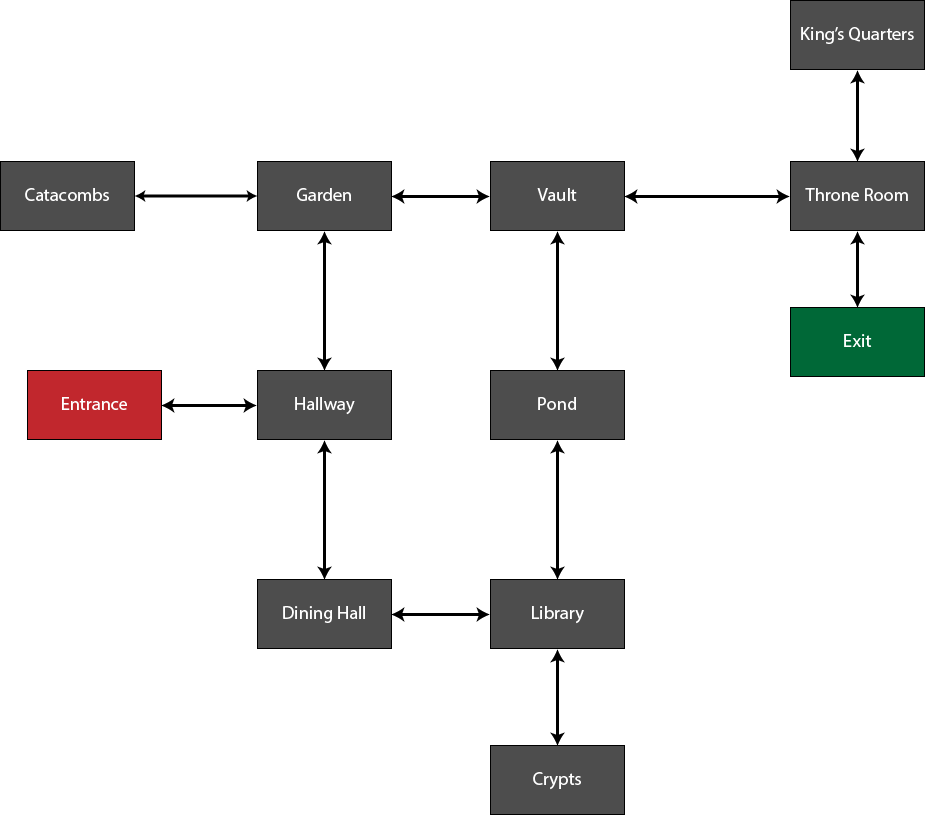 King’s Quarters
Catacombs
Garden
Vault
Throne Room
Exit
Entrance
Hallway
Pond
Dining Hall
Library
Crypts